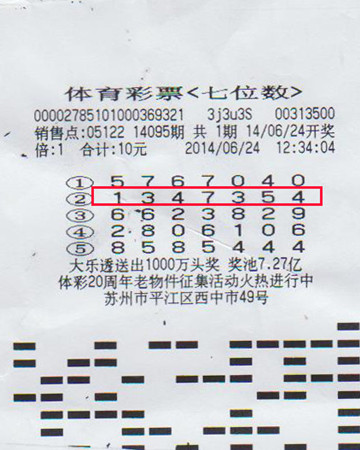 体育彩票<七位数>
00002785101000369321 3j3u3S 00313500
销售点:05122 14095期 共 1期 14/06/24开奖
倍:1 合计:10元 2014/06/24 12:34:04
① 5 7 6 7 0 4 0
② 1 3 4 7 3 5 4
③ 6 6 2 3 8 2 9
④ 2 8 0 6 1 0 6
⑤ 8 5 8 5 4 4 4
大乐透送出1000万头奖 奖池7.27亿
体彩20周年老物件征集活动火热进行中
苏州市平江区西中市49号